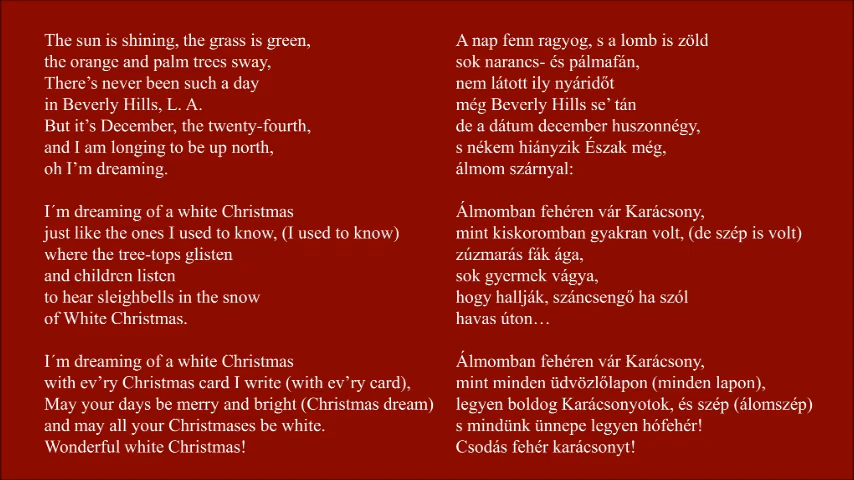 The sun is shining, the grass is green,
the orange and palm trees sway,
There’s never been such a day
in Beverly Hills, L. A.
But it’s December, the twenty-fourth,
and I am longing to be up north,
oh I’m dreaming.
I´m dreaming of a white Christmas
just like the ones I used to know, (I used to know)
where the tree-tops glisten
and children listen
to hear sleighbells in the snow
of White Christmas.
I´m dreaming of a white Christmas
with ev’ry Christmas card I write (with ev’ry card),
May your days be merry and bright (Christmas dream)
and may all your Christmases be white.
Wonderful white Christmas!
A nap fenn ragyog, s a lomb is zöld
sok narancs- és pálmafán,
nem látott ily nyáridőt
még Beverly Hills se’ tán
de a dátum december huszonnégy,
s nékem hiányzik Észak még,
álmom szárnyal:
Álmomban fehéren vár Karácsony,
mint kiskoromban gyakran volt, (de szép is volt)
zúzmarás fák ága,
sok gyermek vágya,
hogy hallják, száncsengő ha szól
havas úton…
Álmomban fehéren vár Karácsony,
mint minden üdvözlőlapon (minden lapon),
legyen boldog Karácsonyotok, és szép (álomszép)
s mindünk ünnepe legyen hófehér!
Csodás fehér karácsonyt!